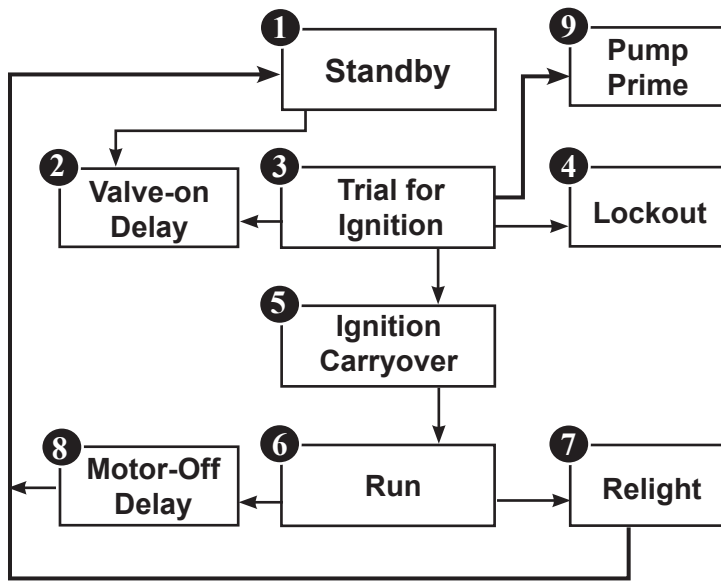 1
Standby
9
Pump
Prime
2
Valve-on
Delay
3
Trial for
Ignition
4
Lockout
5
Ignition
Carryover
8
Motor-Off
Delay
6
Run
7
Relight